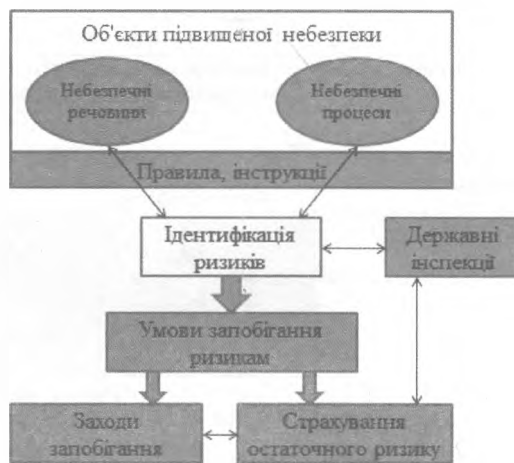 Об'єкти підвищеної небезпеки
Небезпечні
речовини
Небезпечні
процеси
Правила, інструкції
Ідентифікація
ризиків
Державні
інспекції
Умови запобігання
ризикам
Заходи
запобігання
Страхування
остаточного ризику